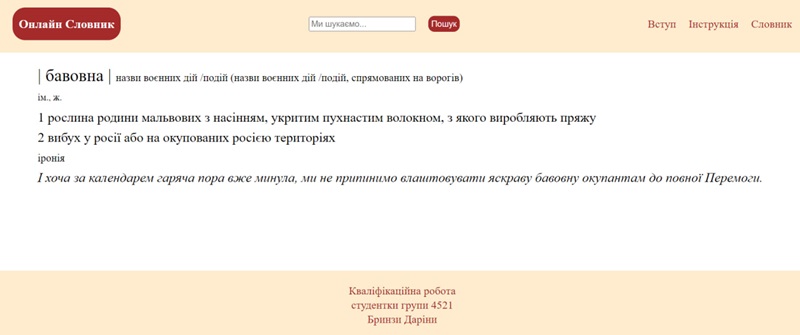 Онлайн Словник
Ми шукаємо...
Пошук
Вступ Інструкція Словник
| бавовна | назви воєнних дій /подій (назви воєнних дій /подій, спрямованих на ворогів)
ім., ж.
1 рослина родини мальвових з насінням, укритим пухнастим волокном, з якого виробляють пряжу
2 вибух у росії або на окупованих росією територіях
іронія
І хоча за календарем гаряча пора вже минула, ми не припинимо влаштовувати яскраву бавовну окупантам до повної Перемоги.
Кваліфікаційна робота
студентки групи 4521
Бринзи Даріни